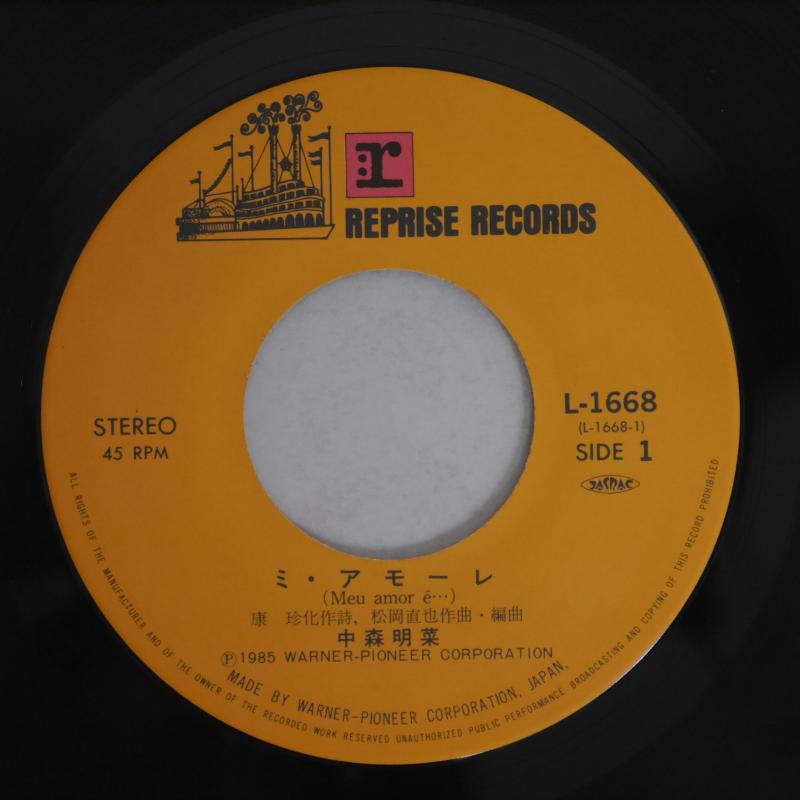 r
REPRISE RECORDS
STEREO
45 RPM
L-1668
(L-1668-1)
SIDE 1
JASRAC
ミ・アモーレ
(Meu amor é…)
康 珍化作詩, 松岡直也作曲・編曲
中森明菜
Ⓟ1985 WARNER-PIONEER CORPORATION
MADE BY WARNER-PIONEER CORPORATION, JAPAN,
ALL RIGHTS OF THE MANUFACTURER AND OF THE OWNER OF THE RECORDED WORK RESERVED UNAUTHORIZED PUBLIC PERFORMANCE BROADCASTING AND COPYING OF THIS RECORD PROHIBITED.